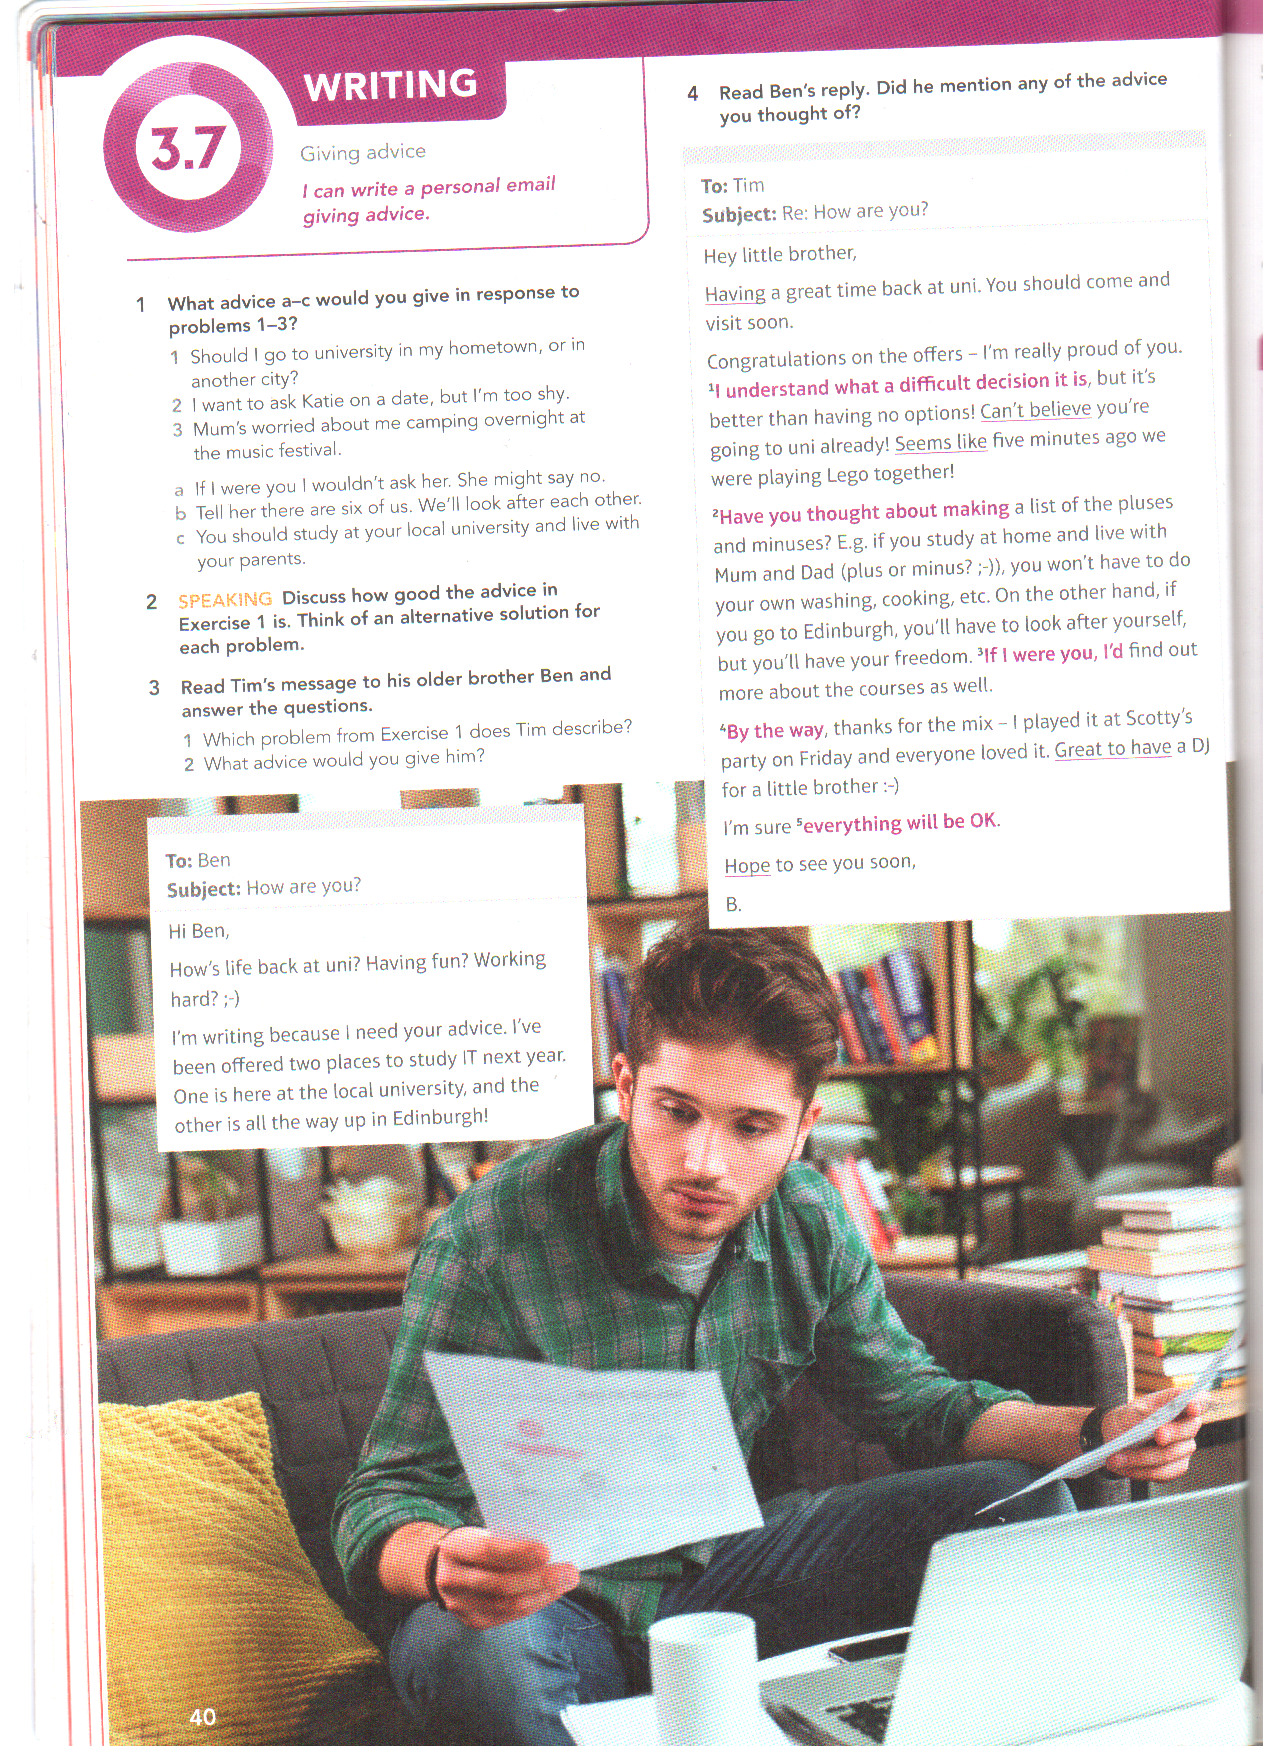 3.7
WRITING
Giving advice
I can write a personal email
giving advice.
1 What advice a–c would you give in response to
problems 1–3?
1 Should I go to university in my hometown, or in
another city?
2 I want to ask Katie on a date, but I'm too shy.
3 Mum's worried about me camping overnight at
the music festival.
a If I were you I wouldn't ask her. She might say no.
b Tell her there are six of us. We'll look after each other.
c You should study at your local university and live with
your parents.
2 SPEAKING Discuss how good the advice in
Exercise 1 is. Think of an alternative solution for
each problem.
3 Read Tim's message to his older brother Ben and
answer the questions.
1 Which problem from Exercise 1 does Tim describe?
2 What advice would you give him?
To: Ben
Subject: How are you?
Hi Ben,
How's life back at uni? Having fun? Working
hard? ;-)
I'm writing because I need your advice. I've
been offered two places to study IT next year.
One is here at the local university, and the
other is all the way up in Edinburgh!
4 Read Ben's reply. Did he mention any of the advice
you thought of?
To: Tim
Subject: Re: How are you?
Hey little brother,
Having a great time back at uni. You should come and
visit soon.
Congratulations on the offers – I'm really proud of you.
¹I understand what a difficult decision it is, but it's
better than having no options! Can't believe you're
going to uni already! Seems like five minutes ago we
were playing Lego together!
²Have you thought about making a list of the pluses
and minuses? E.g. if you study at home and live with
Mum and Dad (plus or minus? ;-)), you won't have to do
your own washing, cooking, etc. On the other hand, if
you go to Edinburgh, you'll have to look after yourself,
but you'll have your freedom. ³If I were you, I'd find out
more about the courses as well.
⁴By the way, thanks for the mix – I played it at Scotty's
party on Friday and everyone loved it. Great to have a DJ
for a little brother :-)
I'm sure ⁵everything will be OK.
Hope to see you soon,
B.
40